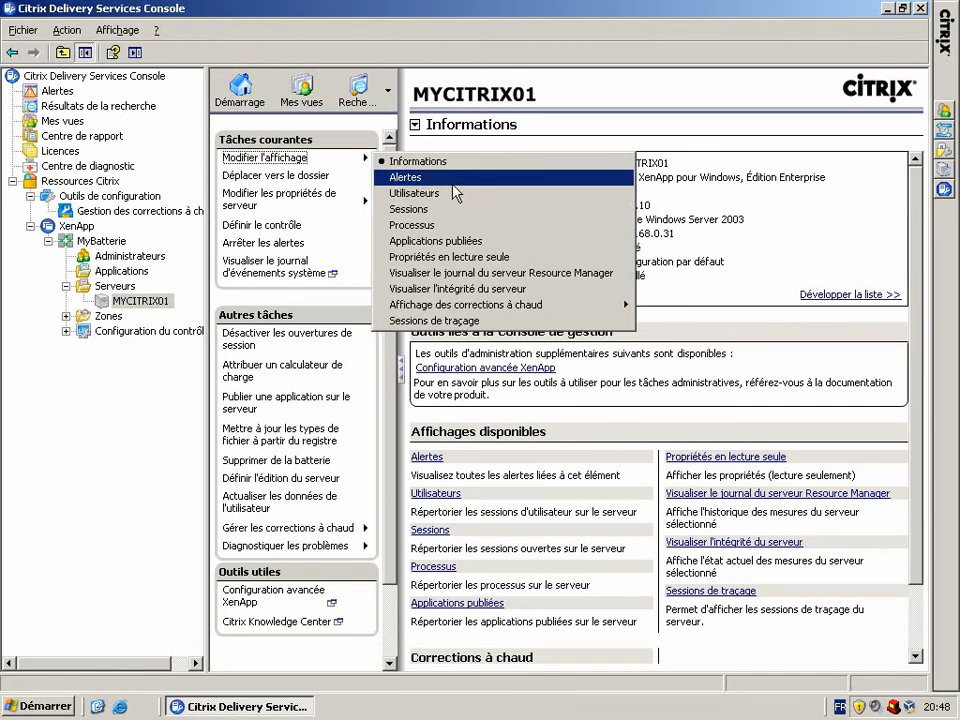 Citrix Delivery Services Console
Fichier Action Affichage ?
CITRIX
Citrix Delivery Services Console
Alertes
Résultats de la recherche
Mes vues
Centre de rapport
Licences
Centre de diagnostic
Ressources Citrix
Outils de configuration
Gestion des corrections à ch
XenApp
MyBatterie
Administrateurs
Applications
Serveurs
MYCITRIX01
Zones
Configuration du contrôl
Démarrage Mes vues Reche...
Tâches courantes
Modifier l'affichage
Déplacer vers le dossier
Modifier les propriétés de
serveur
Définir le contrôle
Arrêter les alertes
Visualiser le journal
d'événements système
Autres tâches
Désactiver les ouvertures de
session
Attribuer un calculateur de
charge
Publier une application sur le
serveur
Mettre à jour les types de
fichier à partir du registre
Supprimer de la batterie
Définir l'édition du serveur
Actualiser les données de
l'utilisateur
Gérer les corrections à chaud
Diagnostiquer les problèmes
Outils utiles
Configuration avancée
XenApp
Citrix Knowledge Center
Informations
Alertes
Utilisateurs
Sessions
Processus
Applications publiées
Propriétés en lecture seule
Visualiser le journal du serveur Resource Manager
Visualiser l'intégrité du serveur
Affichage des corrections à chaud
Sessions de traçage
MYCITRIX01
CITRIX
Informations
TRIX01
XenApp pour Windows, Édition Enterprise
.10
e Windows Server 2003
68.0.31
é
uration par défaut
ix
Développer la liste >>
Outils liés à la console de gestion
Les outils d'administration supplémentaires suivants sont disponibles :
Configuration avancée XenApp
Pour en savoir plus sur les outils à utiliser pour les tâches administratives, référez-vous à la documentation
de votre produit.
Affichages disponibles
Alertes
Visualisez toutes les alertes liées à cet élément
Utilisateurs
Répertorier les sessions d'utilisateur sur le serveur
Sessions
Répertorier les sessions ouvertes sur le serveur
Processus
Répertorier les processus sur le serveur
Applications publiées
Répertorier les applications publiées sur le serveur
Propriétés en lecture seule
Afficher les propriétés (lecture seulement)
Visualiser le journal du serveur Resource Manager
Affiche l'historique des mesures du serveur
sélectionné
Visualiser l'intégrité du serveur
Affiche l'état actuel des mesures du serveur
sélectionné
Sessions de traçage
Permet d'afficher les sessions de traçage du
serveur.
Corrections à chaud
Démarrer
Citrix Delivery Servic...
FR
20:48